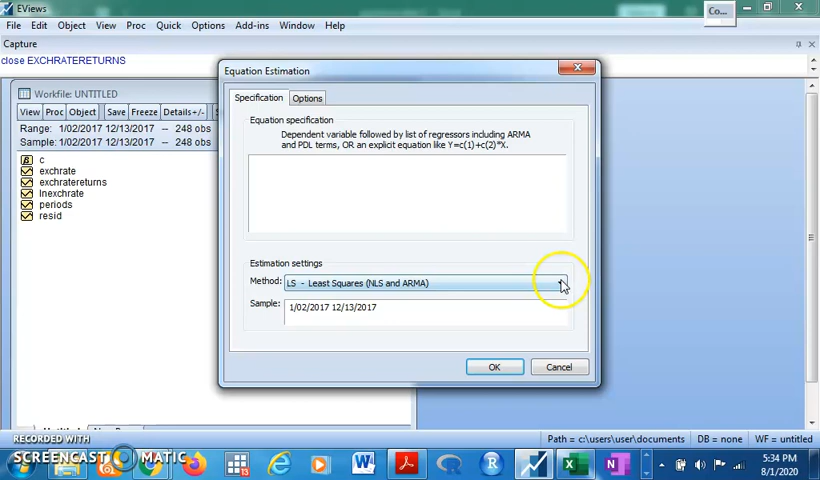 EViews
Co...
File Edit Object View Proc Quick Options Add-ins Window Help
Capture
close EXCHRATERETURNS
Workfile: UNTITLED
View Proc Object Save Freeze Details+/-
Range: 1/02/2017 12/13/2017 -- 248 obs
Sample: 1/02/2017 12/13/2017 -- 248 obs
c
exchrate
exchratereturns
lnexchrate
periods
resid
Equation Estimation
Specification Options
Equation specification
Dependent variable followed by list of regressors including ARMA
and PDL terms, OR an explicit equation like Y=c(1)+c(2)*X.
Estimation settings
Method: LS - Least Squares (NLS and ARMA)
Sample: 1/02/2017 12/13/2017
OK Cancel
RECORDED WITH
SCREENCAST MATIC
Path = c:\users\user\documents DB = none WF = untitled
5:34 PM
8/1/2020